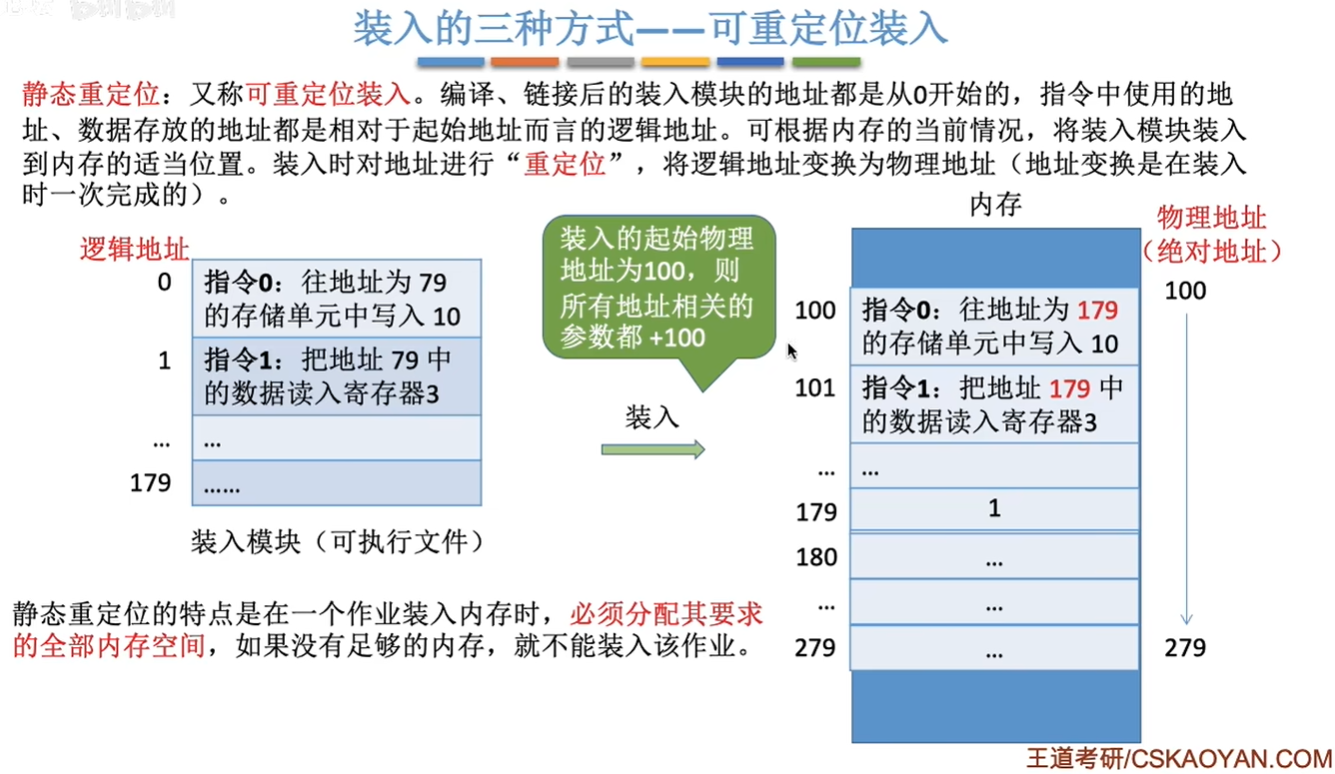 装入的三种方式——可重定位装入
静态重定位：又称可重定位装入。编译、链接后的装入模块的地址都是从0开始的，指令中使用的地
址、数据存放的地址都是相对于起始地址而言的逻辑地址。可根据内存的当前情况，将装入模块装入
到内存的适当位置。装入时对地址进行“重定位”，将逻辑地址变换为物理地址（地址变换是在装入
时一次完成的）。
逻辑地址
0
指令0：往地址为 79
的存储单元中写入 10
1
指令1：把地址 79 中
的数据读入寄存器3
...
...
179
......
装入模块（可执行文件）
装入的起始物理
地址为100，则
所有地址相关的
参数都 +100
装入
内存
物理地址
（绝对地址）
100
指令0：往地址为 179
的存储单元中写入 10
101
指令1：把地址 179 中
的数据读入寄存器3
...
...
179
1
180
...
...
...
279
...
100
279
静态重定位的特点是在一个作业装入内存时，必须分配其要求
的全部内存空间，如果没有足够的内存，就不能装入该作业。
王道考研/CSKAOYAN.COM